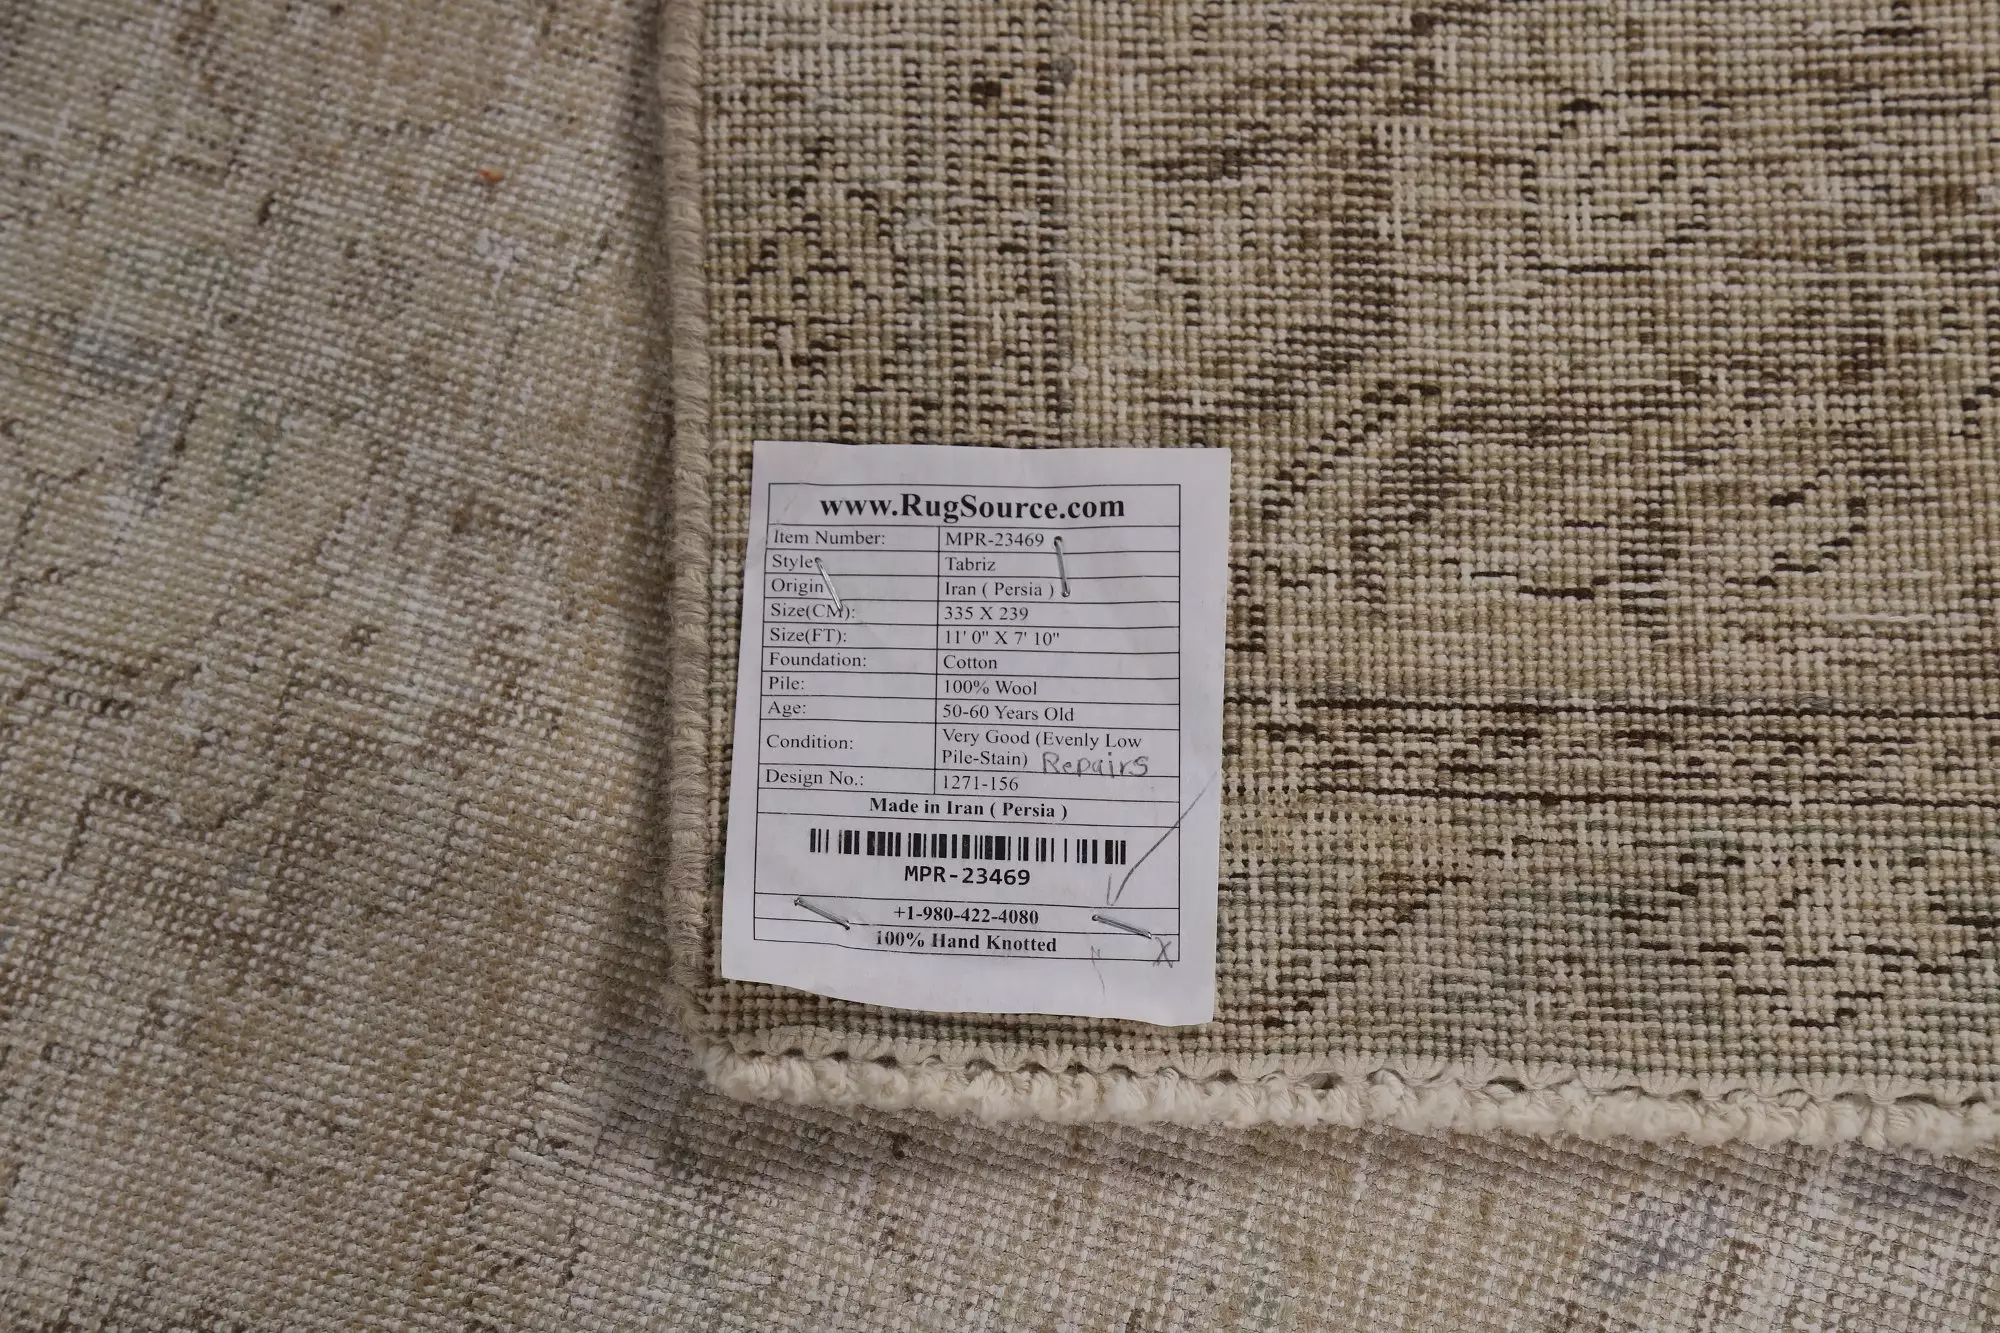 www.RugSource.com
Item Number: MPR-23469
Style: Tabriz
Origin Iran ( Persia )
Size(CM): 335 X 239
Size(FT): 11' 0" X 7' 10"
Foundation: Cotton
Pile: 100% Wool
Age: 50-60 Years Old
Condition: Very Good (Evenly Low
Pile-Stain) Repairs
Design No.: 1271-156
Made in Iran ( Persia )
MPR-23469
+1-980-422-4080
100% Hand Knotted
X